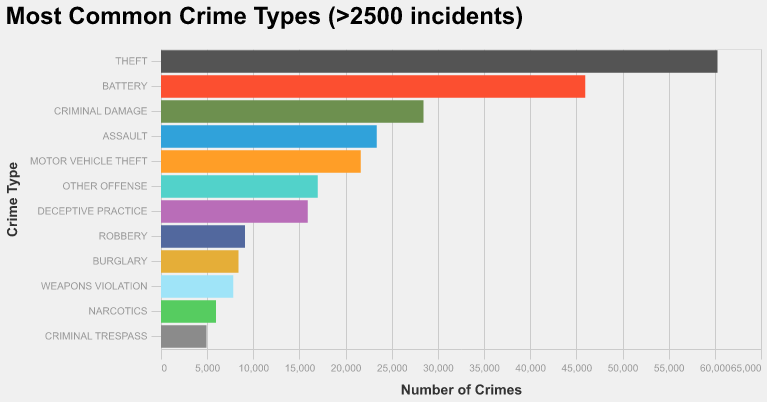 Most Common Crime Types (>2500 incidents)
THEFT
BATTERY
CRIMINAL DAMAGE
ASSAULT
MOTOR VEHICLE THEFT
OTHER OFFENSE
DECEPTIVE PRACTICE
ROBBERY
BURGLARY
WEAPONS VIOLATION
NARCOTICS
CRIMINAL TRESPASS
Crime Type
0 5,000 10,000 15,000 20,000 25,000 30,000 35,000 40,000 45,000 50,000 55,000 60,000 65,000
Number of Crimes